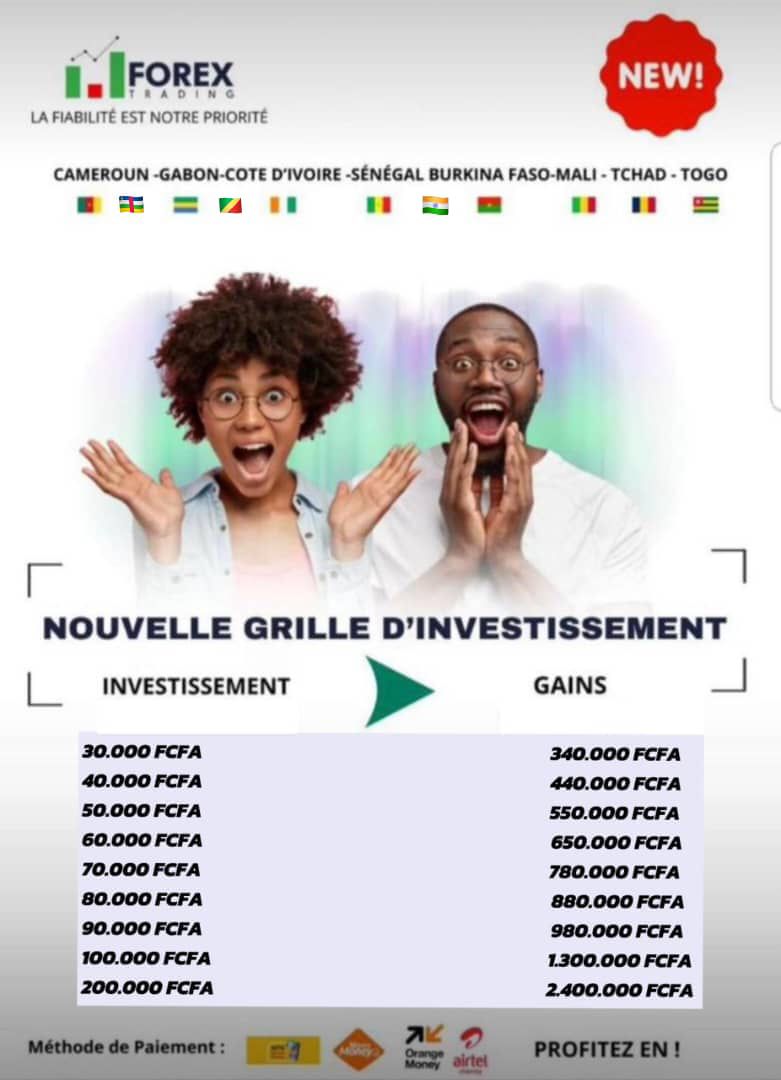 FOREX
TRADING
LA FIABILITÉ EST NOTRE PRIORITÉ
NEW!
CAMEROUN -GABON-COTE D'IVOIRE -SÉNÉGAL BURKINA FASO-MALI - TCHAD - TOGO
NOUVELLE GRILLE D'INVESTISSEMENT
INVESTISSEMENT GAINS
30.000 FCFA 340.000 FCFA
40.000 FCFA 440.000 FCFA
50.000 FCFA 550.000 FCFA
60.000 FCFA 650.000 FCFA
70.000 FCFA 780.000 FCFA
80.000 FCFA 880.000 FCFA
90.000 FCFA 980.000 FCFA
100.000 FCFA 1.300.000 FCFA
200.000 FCFA 2.400.000 FCFA
Méthode de Paiement : Money Orange Money airtel money PROFITEZ EN !